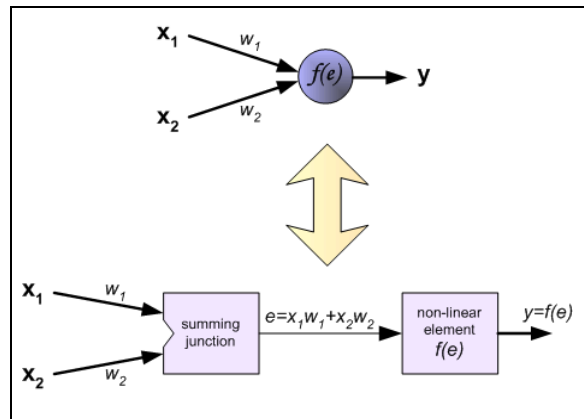 x1
w1
f(e)
y
x2
w2
x1
w1
summing
junction
e=x1w1+x2w2
non-linear
element
f(e)
y=f(e)
x2
w2